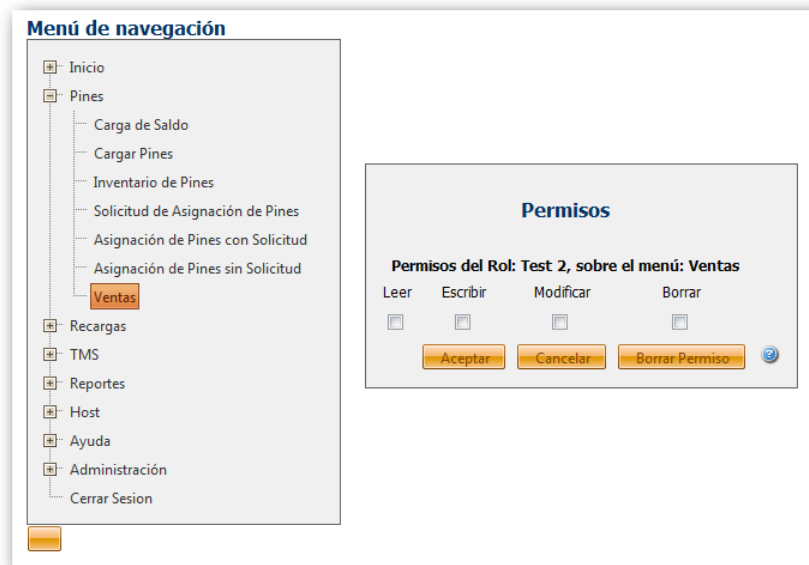 Menú de navegación
Inicio
Pines
Carga de Saldo
Cargar Pines
Inventario de Pines
Solicitud de Asignación de Pines
Asignación de Pines con Solicitud
Asignación de Pines sin Solicitud
Ventas
Recargas
TMS
Reportes
Host
Ayuda
Administración
Cerrar Sesion
Permisos
Permisos del Rol: Test 2, sobre el menú: Ventas
Leer Escribir Modificar Borrar
Aceptar Cancelar Borrar Permiso ?